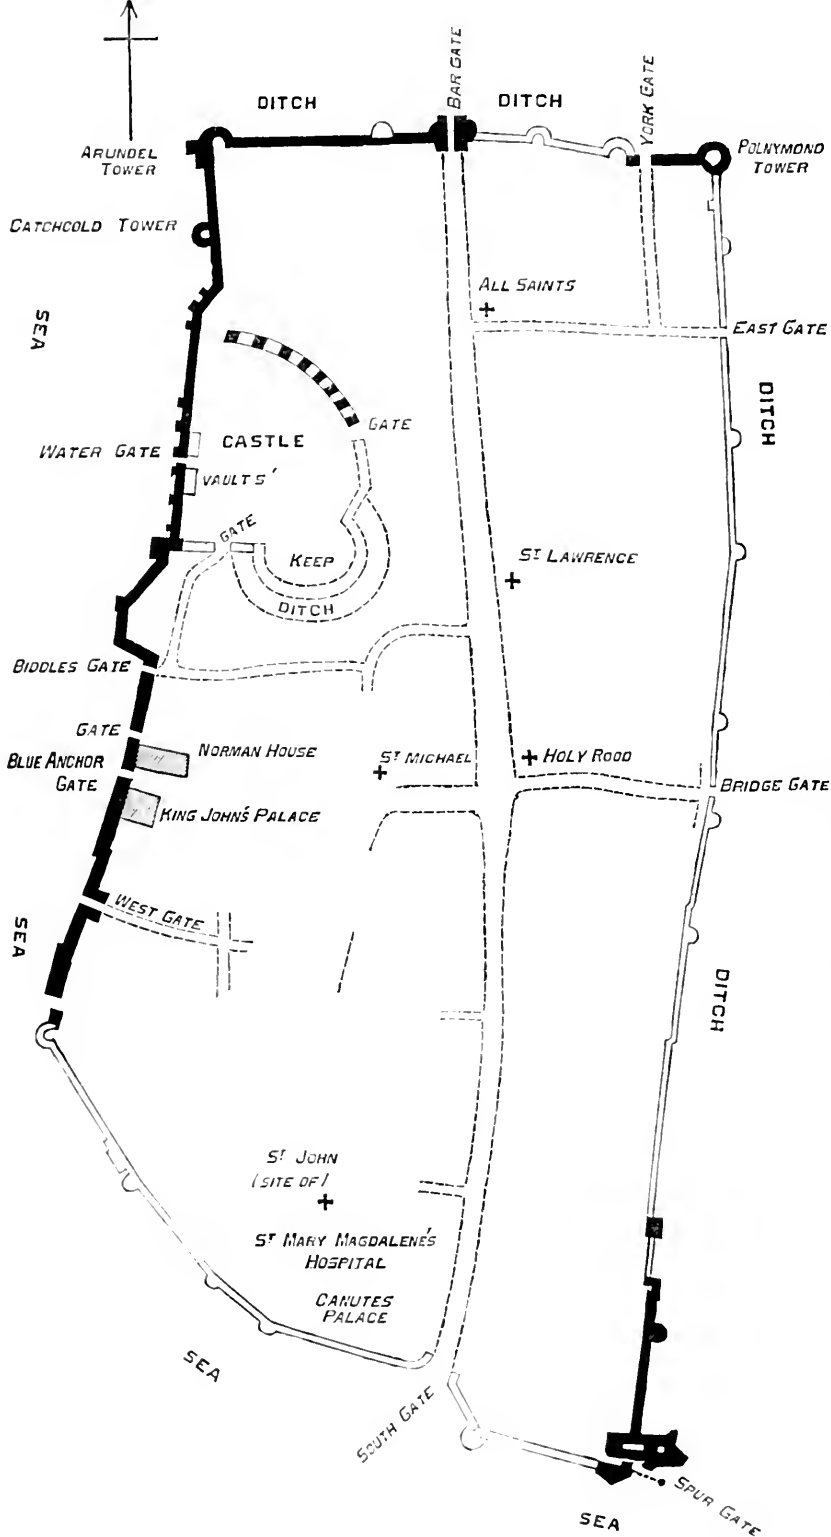 BAR GATE
YORK GATE
DITCH
DITCH
ARUNDEL
TOWER
POLNYMOND
TOWER
CATCHCOLD TOWER
ALL SAINTS
SEA
EAST GATE
DITCH
GATE
CASTLE
WATER GATE
VAULTS'
GATE
KEEP
ST LAWRENCE
DITCH
BIDDLES GATE
GATE
NORMAN HOUSE
ST MICHAEL
HOLY ROOD
BLUE ANCHOR
GATE
BRIDGE GATE
KING JOHN'S PALACE
WEST GATE
SEA
DITCH
ST JOHN
(SITE OF)
ST MARY MAGDALENE'S
HOSPITAL
CANUTES
PALACE
SEA
SOUTH GATE
SPUR GATE
SEA